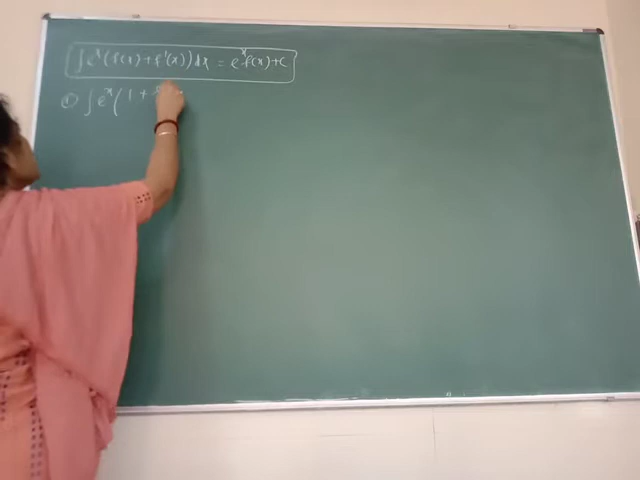 ∫eˣ(f(x)+f'(x))dx = eˣf(x)+c
① ∫eˣ(1+